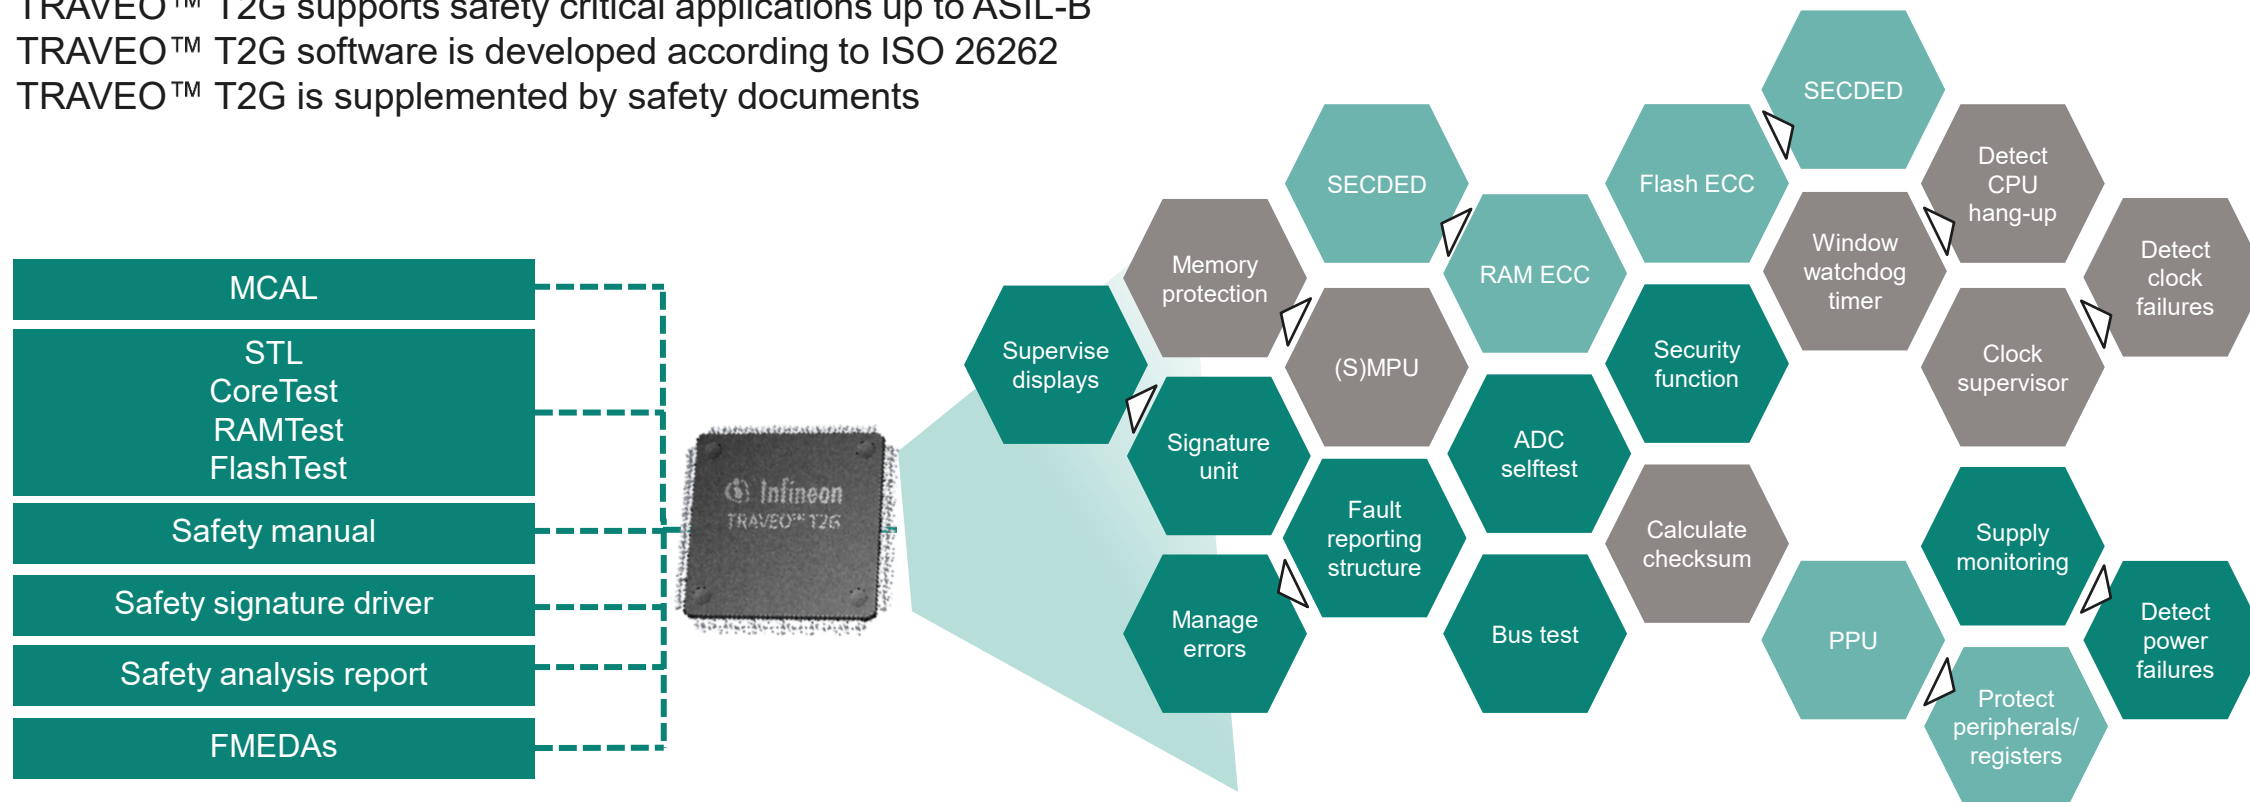 TRAVEO™ T2G supports safety critical applications up to ASIL-B
TRAVEO™ T2G software is developed according to ISO 26262
TRAVEO™ T2G is supplemented by safety documents
MCAL
STL
CoreTest
RAMTest
FlashTest
Safety manual
Safety signature driver
Safety analysis report
FMEDAs
Infineon
TRAVEO™ T2G
Supervise
displays
Memory
protection
Signature
unit
Manage
errors
SECDED
(S)MPU
Fault
reporting
structure
RAM ECC
ADC
selftest
Bus test
Flash ECC
Security
function
Calculate
checksum
SECDED
Window
watchdog
timer
PPU
Detect
CPU
hang-up
Clock
supervisor
Supply
monitoring
Protect
peripherals/
registers
Detect
clock
failures
Detect
power
failures